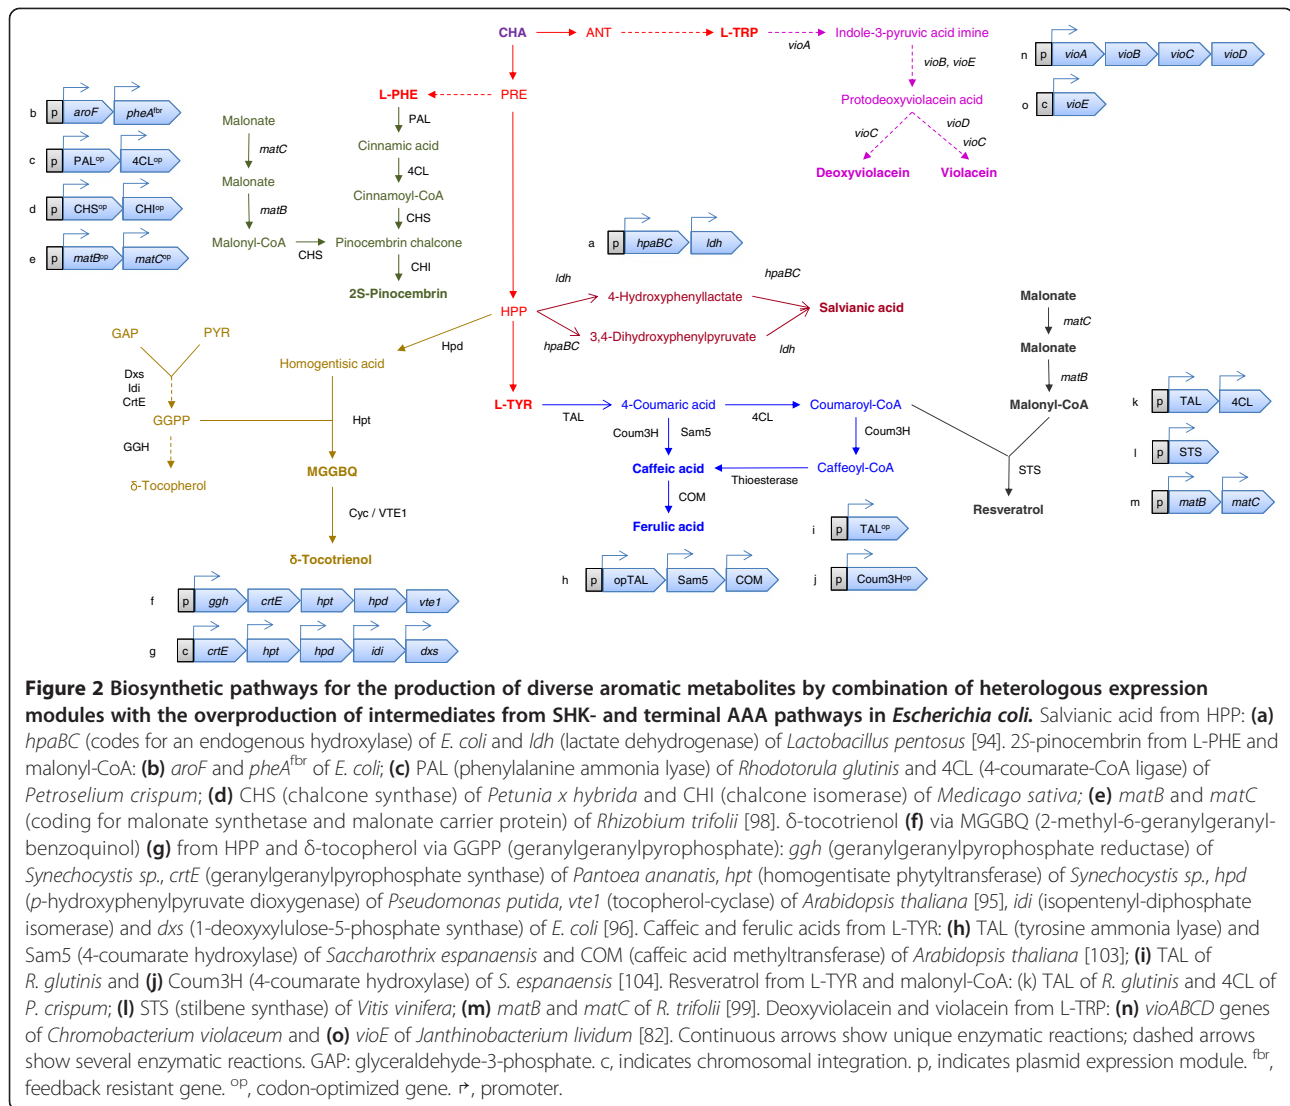 CHA
ANT
L-TRP
vioA
Indole-3-pyruvic acid imine
n p vioA vioB vioC vioD
vioB, vioE
o c vioE
Protodeoxyviolacein acid
vioC
vioD
vioC
Deoxyviolacein
Violacein
b p aroF pheAfbr
c p PALop 4CLop
d p CHSop CHIop
e p matBop matCop
L-PHE
PRE
PAL
Malonate
Cinnamic acid
matC
4CL
Malonate
Cinnamoyl-CoA
matB
CHS
Malonyl-CoA
CHS
Pinocembrin chalcone
CHI
2S-Pinocembrin
a p hpaBC ldh
ldh
4-Hydroxyphenyllactate
hpaBC
HPP
Salvianic acid
hpaBC
3,4-Dihydroxyphenylpyruvate
ldh
Malonate
matC
Malonate
matB
Malonyl-CoA
GAP
PYR
Hpd
Homogentisic acid
Dxs
Idi
CrtE
GGPP
Hpt
GGH
MGGBQ
δ-Tocopherol
Cyc / VTE1
δ-Tocotrienol
L-TYR
TAL
4-Coumaric acid
4CL
Coumaroyl-CoA
Coum3H
Sam5
Coum3H
Caffeic acid
Thioesterase
Caffeoyl-CoA
COM
Ferulic acid
STS
Resveratrol
k p TAL 4CL
l p STS
m p matB matC
i p TALop
h p opTAL Sam5 COM
j p Coum3Hop
f p ggh crtE hpt hpd vte1
g c crtE hpt hpd idi dxs
Figure 2 Biosynthetic pathways for the production of diverse aromatic metabolites by combination of heterologous expression
modules with the overproduction of intermediates from SHK- and terminal AAA pathways in Escherichia coli. Salvianic acid from HPP: (a)
hpaBC (codes for an endogenous hydroxylase) of E. coli and ldh (lactate dehydrogenase) of Lactobacillus pentosus [94]. 2S-pinocembrin from L-PHE and
malonyl-CoA: (b) aroF and pheAfbr of E. coli; (c) PAL (phenylalanine ammonia lyase) of Rhodotorula glutinis and 4CL (4-coumarate-CoA ligase) of
Petroselium crispum; (d) CHS (chalcone synthase) of Petunia x hybrida and CHI (chalcone isomerase) of Medicago sativa; (e) matB and matC
(coding for malonate synthetase and malonate carrier protein) of Rhizobium trifolii [98]. δ-tocotrienol (f) via MGGBQ (2-methyl-6-geranylgeranyl-
benzoquinol) (g) from HPP and δ-tocopherol via GGPP (geranylgeranylpyrophosphate): ggh (geranylgeranylpyrophosphate reductase) of
Synechocystis sp., crtE (geranylgeranylpyrophosphate synthase) of Pantoea ananatis, hpt (homogentisate phytyltransferase) of Synechocystis sp., hpd
(p-hydroxyphenylpyruvate dioxygenase) of Pseudomonas putida, vte1 (tocopherol-cyclase) of Arabidopsis thaliana [95], idi (isopentenyl-diphosphate
isomerase) and dxs (1-deoxyxylulose-5-phosphate synthase) of E. coli [96]. Caffeic and ferulic acids from L-TYR: (h) TAL (tyrosine ammonia lyase) and
Sam5 (4-coumarate hydroxylase) of Saccharothrix espanaensis and COM (caffeic acid methyltransferase) of Arabidopsis thaliana [103]; (i) TAL of
R. glutinis and (j) Coum3H (4-coumarate hydroxylase) of S. espanaensis [104]. Resveratrol from L-TYR and malonyl-CoA: (k) TAL of R. glutinis and 4CL of
P. crispum; (l) STS (stilbene synthase) of Vitis vinifera; (m) matB and matC of R. trifolii [99]. Deoxyviolacein and violacein from L-TRP: (n) vioABCD genes
of Chromobacterium violaceum and (o) vioE of Janthinobacterium lividum [82]. Continuous arrows show unique enzymatic reactions; dashed arrows
show several enzymatic reactions. GAP: glyceraldehyde-3-phosphate. c, indicates chromosomal integration. p, indicates plasmid expression module. fbr,
feedback resistant gene. op, codon-optimized gene. ↱, promoter.